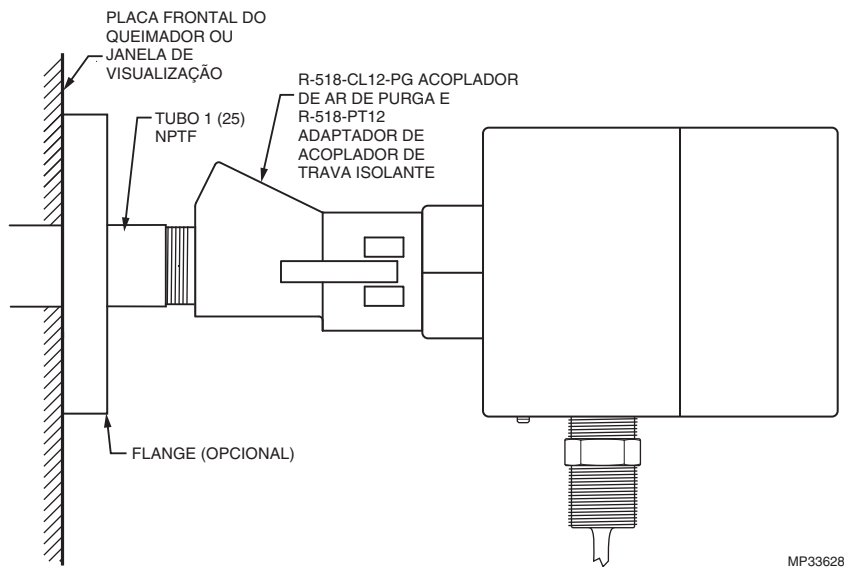 PLACA FRONTAL DO
QUEIMADOR OU
JANELA DE
VISUALIZAÇÃO
TUBO 1 (25)
NPTF
R-518-CL12-PG ACOPLADOR
DE AR DE PURGA E
R-518-PT12
ADAPTADOR DE
ACOPLADOR DE
TRAVA ISOLANTE
FLANGE (OPCIONAL)
MP33628